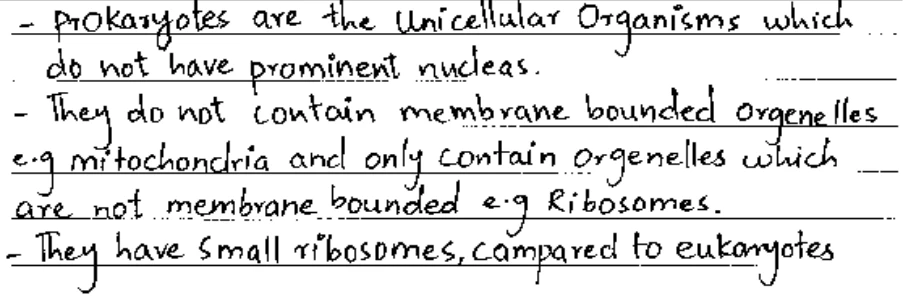 - Prokaryotes are the Unicellular Organisms which
do not have prominent nucleas.
- They do not contain membrane bounded Orgenelles
e.g mitochondria and only contain Orgenelles which
are not membrane bounded e.g Ribosomes.
- They have small ribosomes, compared to eukaryotes